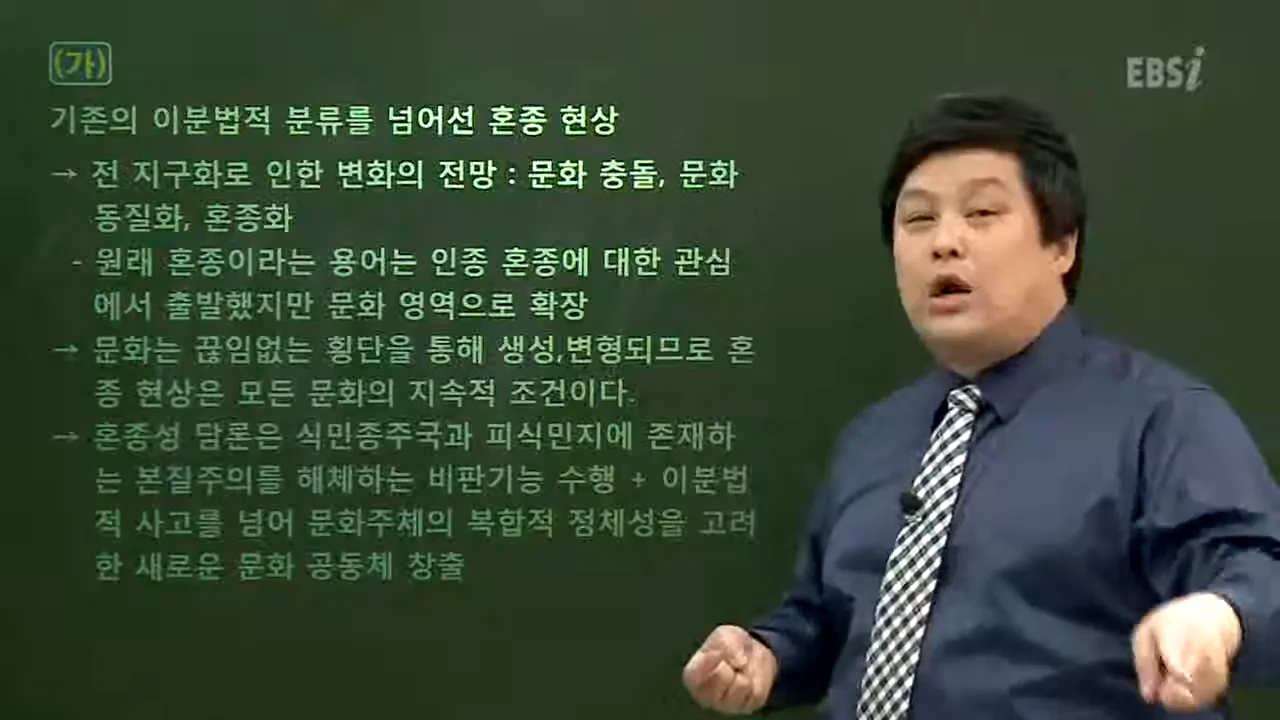 (가)
EBSi
기존의 이분법적 분류를 넘어선 혼종 현상
→ 전 지구화로 인한 변화의 전망 : 문화 충돌, 문화
동질화, 혼종화
- 원래 혼종이라는 용어는 인종 혼종에 대한 관심
에서 출발했지만 문화 영역으로 확장
→ 문화는 끊임없는 횡단을 통해 생성,변형되므로 혼
종 현상은 모든 문화의 지속적 조건이다.
→ 혼종성 담론은 식민종주국과 피식민지에 존재하
는 본질주의를 해체하는 비판기능 수행 + 이분법
적 사고를 넘어 문화주체의 복합적 정체성을 고려
한 새로운 문화 공동체 창출